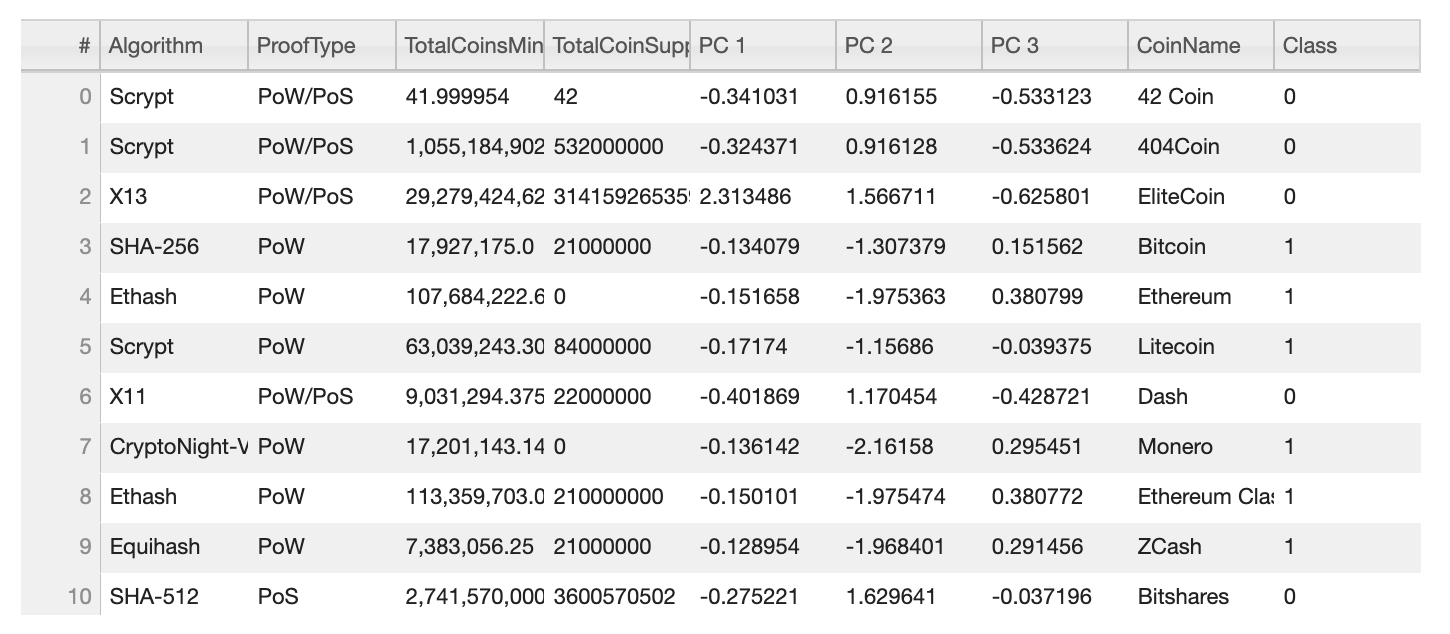 # Algorithm ProofType TotalCoinsMin TotalCoinSupp PC 1 PC 2 PC 3 CoinName Class
0 Scrypt PoW/PoS 41.999954 42 -0.341031 0.916155 -0.533123 42 Coin 0
1 Scrypt PoW/PoS 1,055,184,902 532000000 -0.324371 0.916128 -0.533624 404Coin 0
2 X13 PoW/PoS 29,279,424,62 314159265359 2.313486 1.566711 -0.625801 EliteCoin 0
3 SHA-256 PoW 17,927,175.0 21000000 -0.134079 -1.307379 0.151562 Bitcoin 1
4 Ethash PoW 107,684,222.6 0 -0.151658 -1.975363 0.380799 Ethereum 1
5 Scrypt PoW 63,039,243.30 84000000 -0.17174 -1.15686 -0.039375 Litecoin 1
6 X11 PoW/PoS 9,031,294.375 22000000 -0.401869 1.170454 -0.428721 Dash 0
7 CryptoNight-V PoW 17,201,143.14 0 -0.136142 -2.16158 0.295451 Monero 1
8 Ethash PoW 113,359,703.0 210000000 -0.150101 -1.975474 0.380772 Ethereum Clas 1
9 Equihash PoW 7,383,056.25 21000000 -0.128954 -1.968401 0.291456 ZCash 1
10 SHA-512 PoS 2,741,570,000 3600570502 -0.275221 1.629641 -0.037196 Bitshares 0